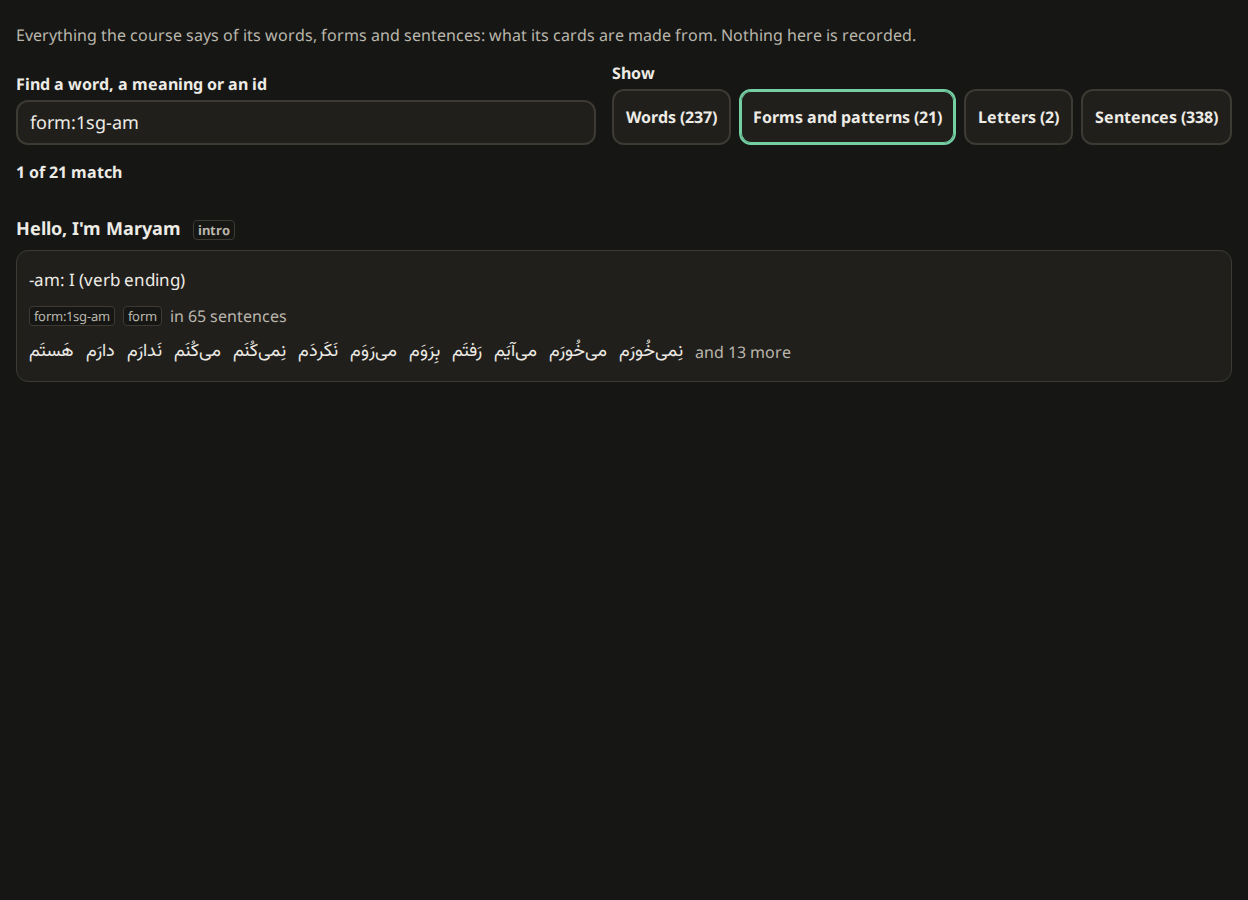 Everything the course says of its words, forms and sentences: what its cards are made from. Nothing here is recorded.
Find a word, a meaning or an id
Show
form:1sg-am
Words (237)
Forms and patterns (21)
Letters (2)
Sentences (338)
1 of 21 match
Hello, I'm Maryam intro
-am: I (verb ending)
form:1sg-am form in 65 sentences
هَستَم دارَم نَدارَم می‌کُنَم نِمی‌کُنَم نَکَردَم می‌رَوَم بِرَوَم رَفتَم می‌آیَم می‌خُورَم نِمی‌خُورَم and 13 more